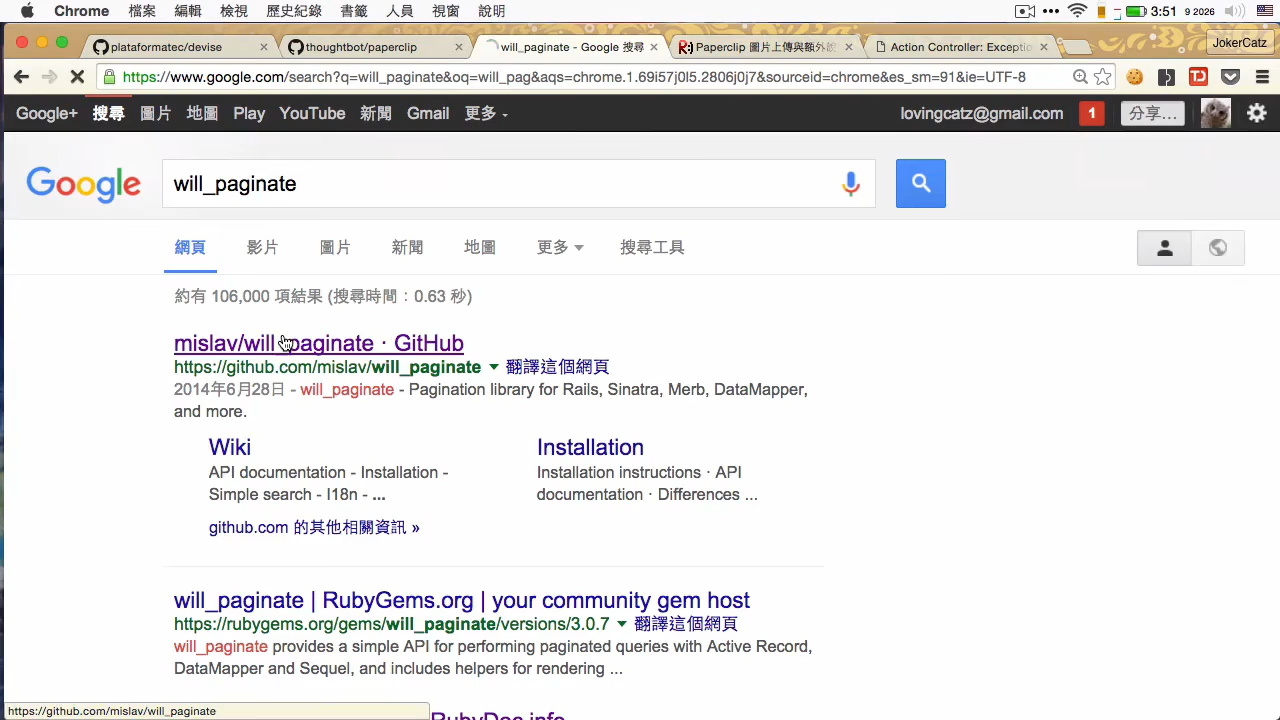 Chrome 檔案 編輯 檢視 歷史紀錄 書籤 人員 視窗 說明 3:51 9 2026
plataformatec/devise × thoughtbot/paperclip × will_paginate - Google 搜尋 × Paperclip 圖片上傳與額外 × Action Controller: Exceptio × JokerCatz
https://www.google.com/search?q=will_paginate&oq=will_pag&aqs=chrome.1.69i57j0l5.2806j0j7&sourceid=chrome&es_sm=91&ie=UTF-8
Google+ 搜尋 圖片 地圖 Play YouTube 新聞 Gmail 更多 lovingcatz@gmail.com 1 分享...
Google will_paginate
網頁 影片 圖片 新聞 地圖 更多 搜尋工具
約有 106,000 項結果 (搜尋時間：0.63 秒)
mislav/will_paginate · GitHub
https://github.com/mislav/will_paginate 翻譯這個網頁
2014年6月28日 - will_paginate - Pagination library for Rails, Sinatra, Merb, DataMapper,
and more.
Wiki Installation
API documentation - Installation - Installation instructions · API
Simple search - I18n - ... documentation · Differences ...
github.com 的其他相關資訊 »
will_paginate | RubyGems.org | your community gem host
https://rubygems.org/gems/will_paginate/versions/3.0.7 翻譯這個網頁
will_paginate provides a simple API for performing paginated queries with Active Record,
DataMapper and Sequel, and includes helpers for rendering ...
RubyDoc.info
https://github.com/mislav/will_paginate